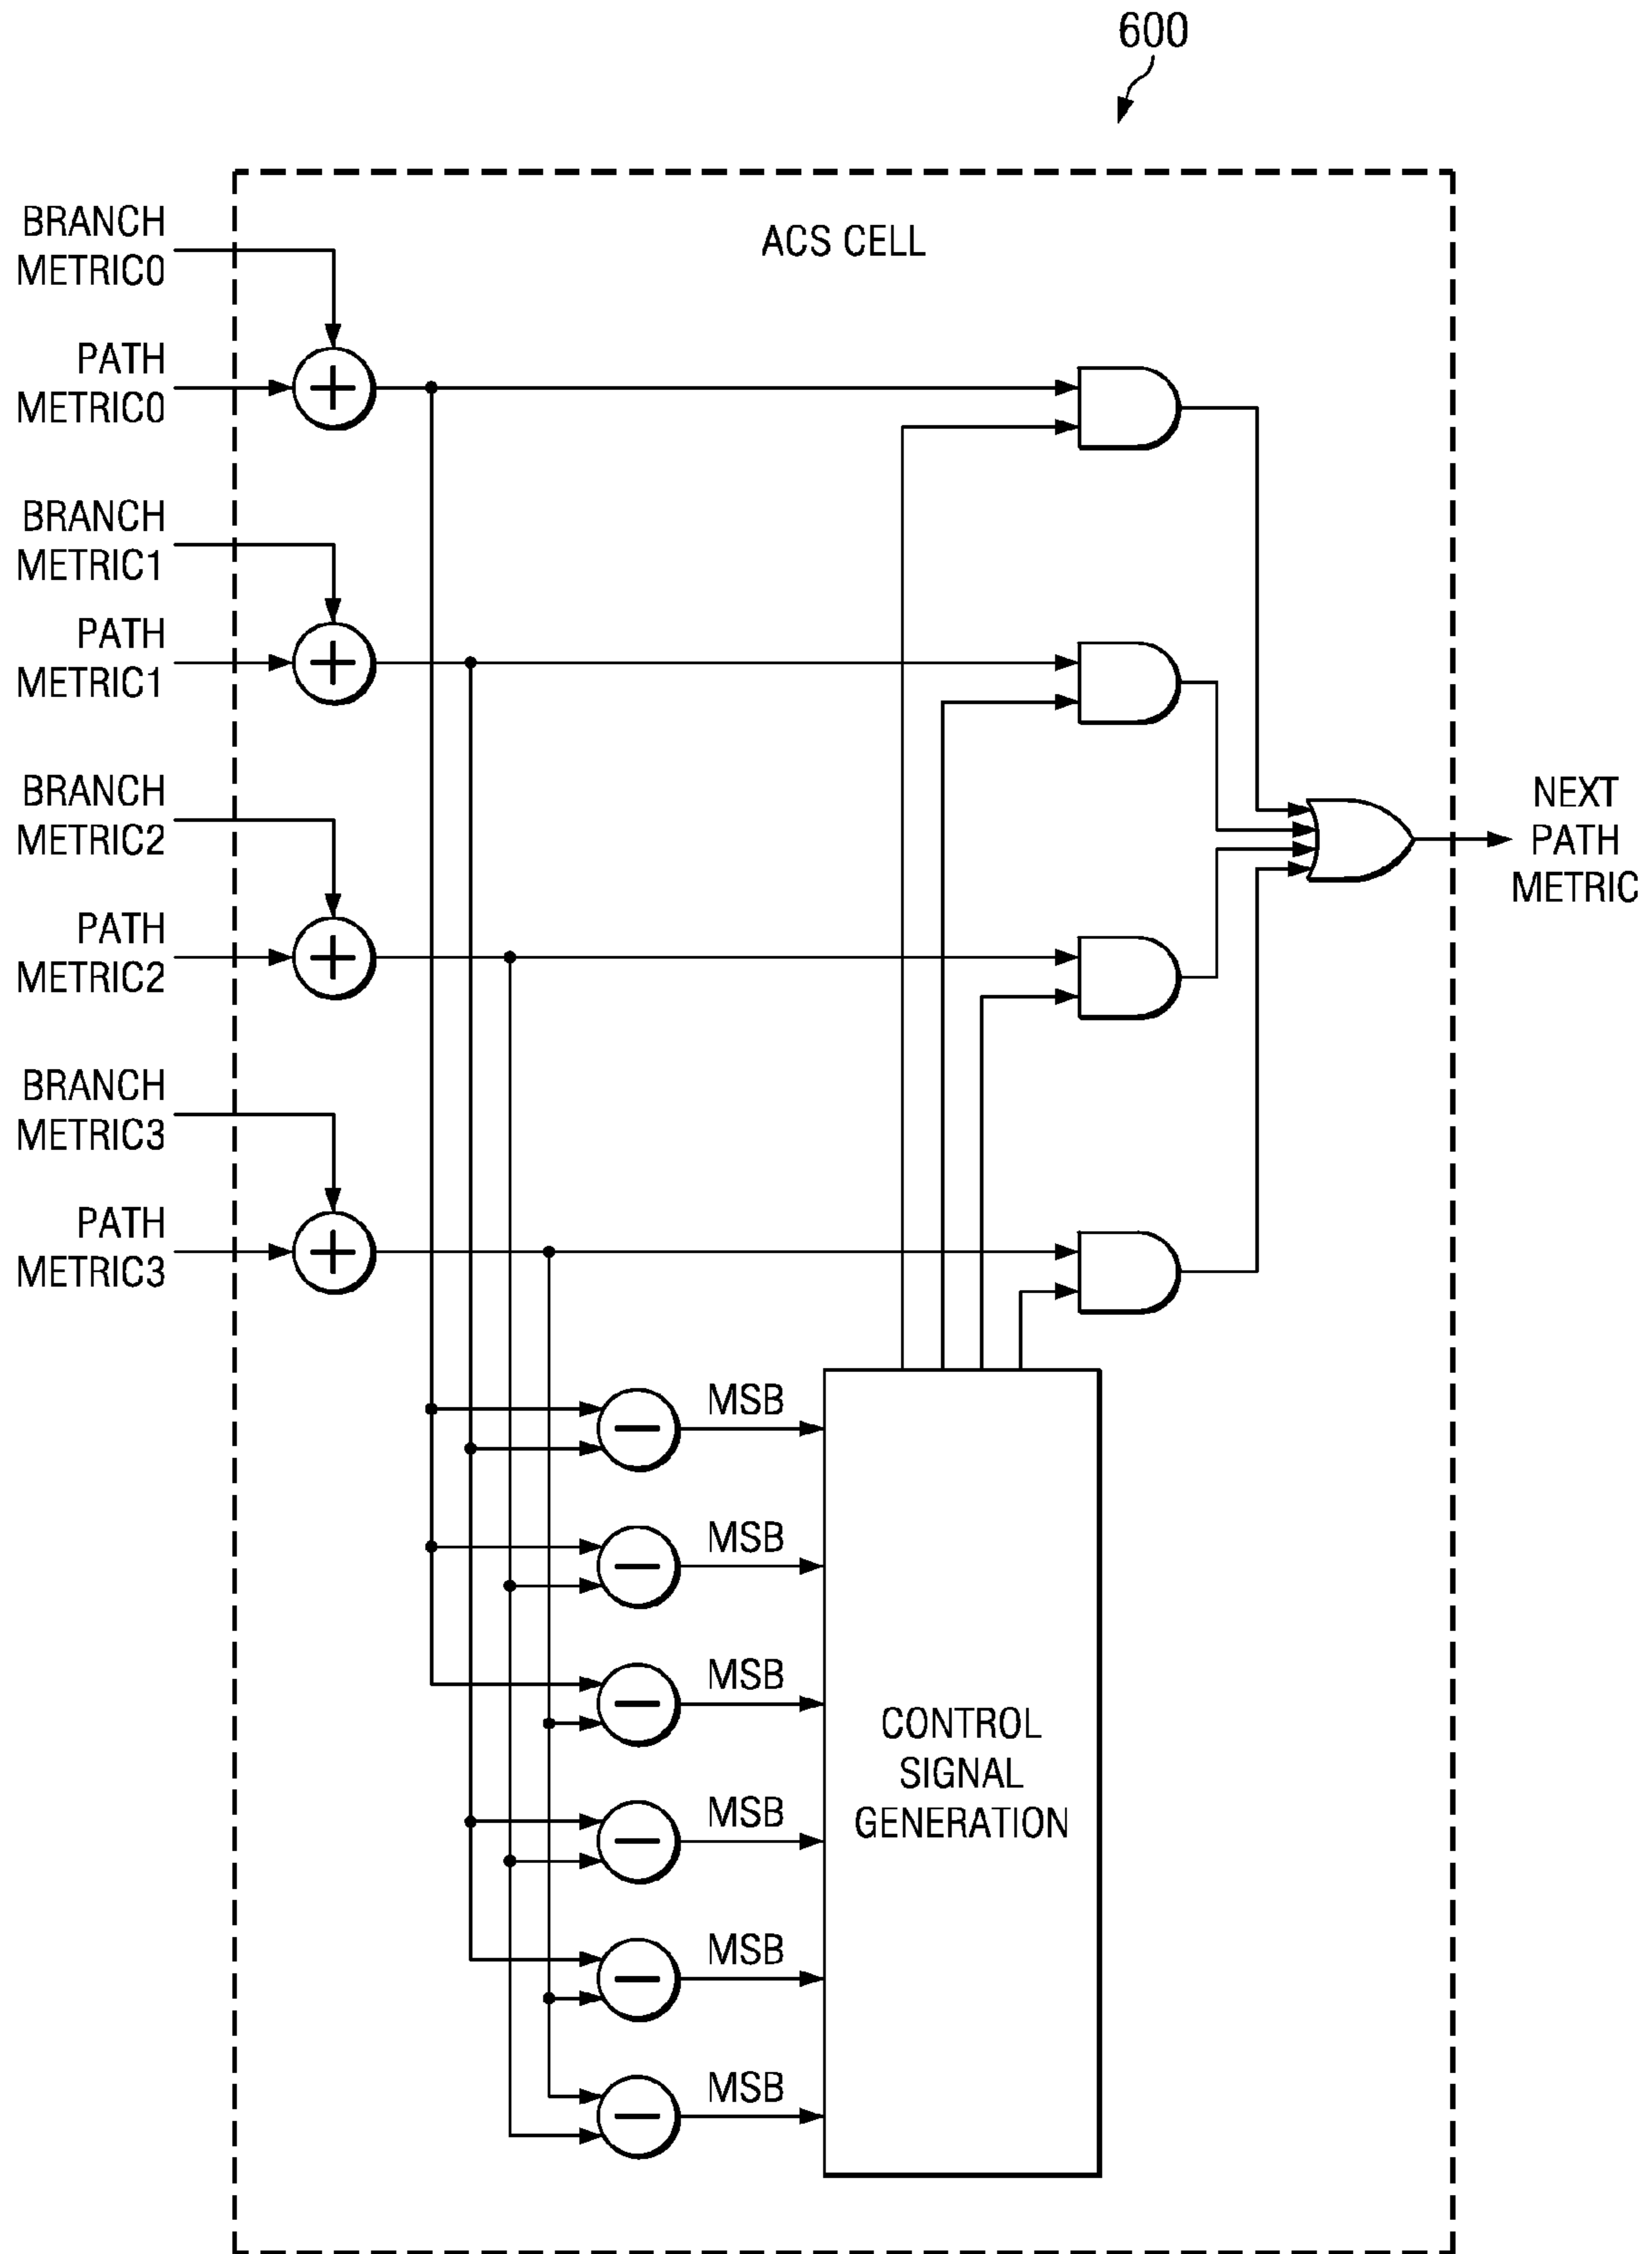 600
ACS CELL
BRANCH
METRIC0
PATH
METRIC0
BRANCH
METRIC1
PATH
METRIC1
BRANCH
METRIC2
PATH
METRIC2
BRANCH
METRIC3
PATH
METRIC3
NEXT
PATH
METRIC
MSB
MSB
MSB
MSB
MSB
MSB
CONTROL
SIGNAL
GENERATION